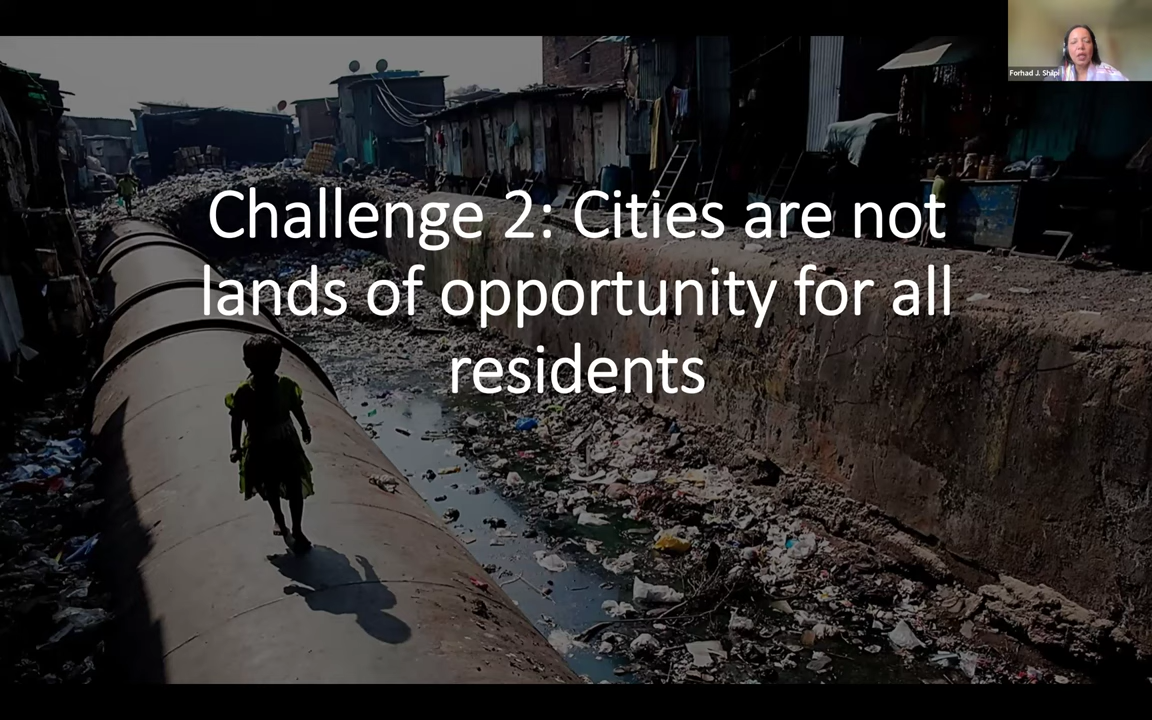 Forhad J. Shilpi
Challenge 2: Cities are not
lands of opportunity for all
residents